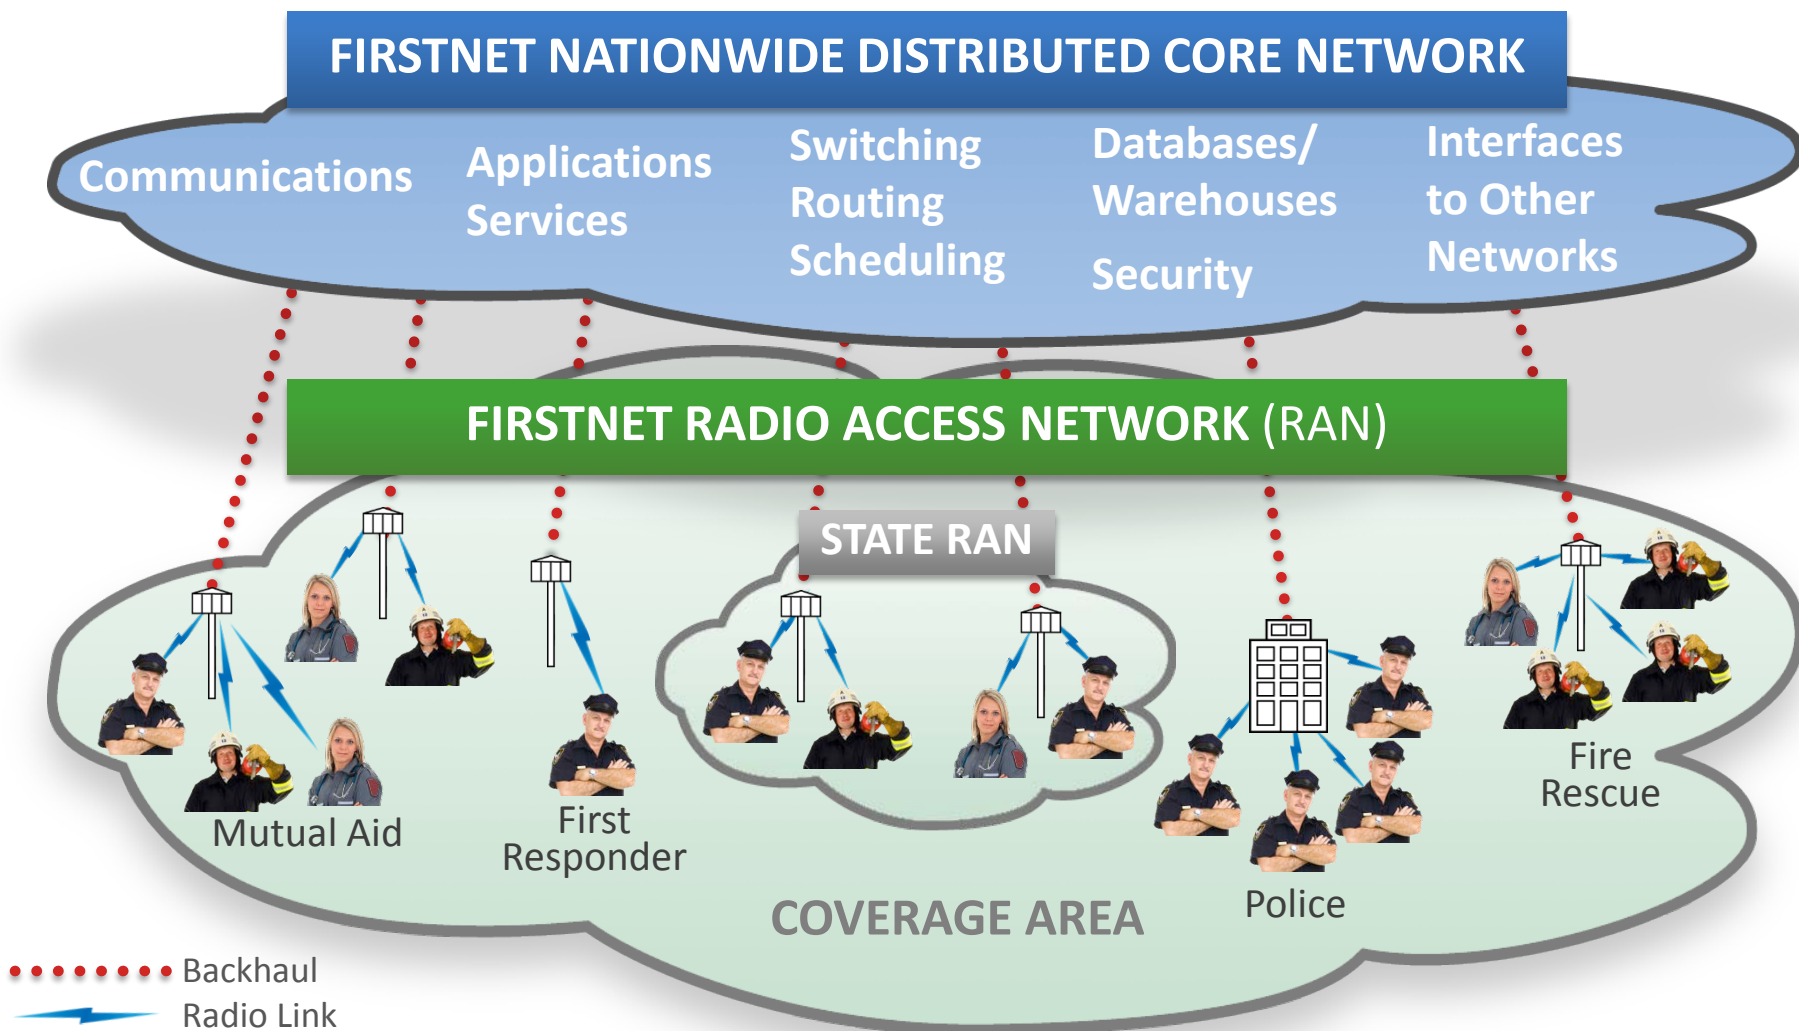 FIRSTNET NATIONWIDE DISTRIBUTED CORE NETWORK
Communications
Applications
Services
Switching
Routing
Scheduling
Databases/
Warehouses
Security
Interfaces
to Other
Networks
FIRSTNET RADIO ACCESS NETWORK (RAN)
STATE RAN
Mutual Aid
First
Responder
Police
Fire
Rescue
COVERAGE AREA
Backhaul
Radio Link